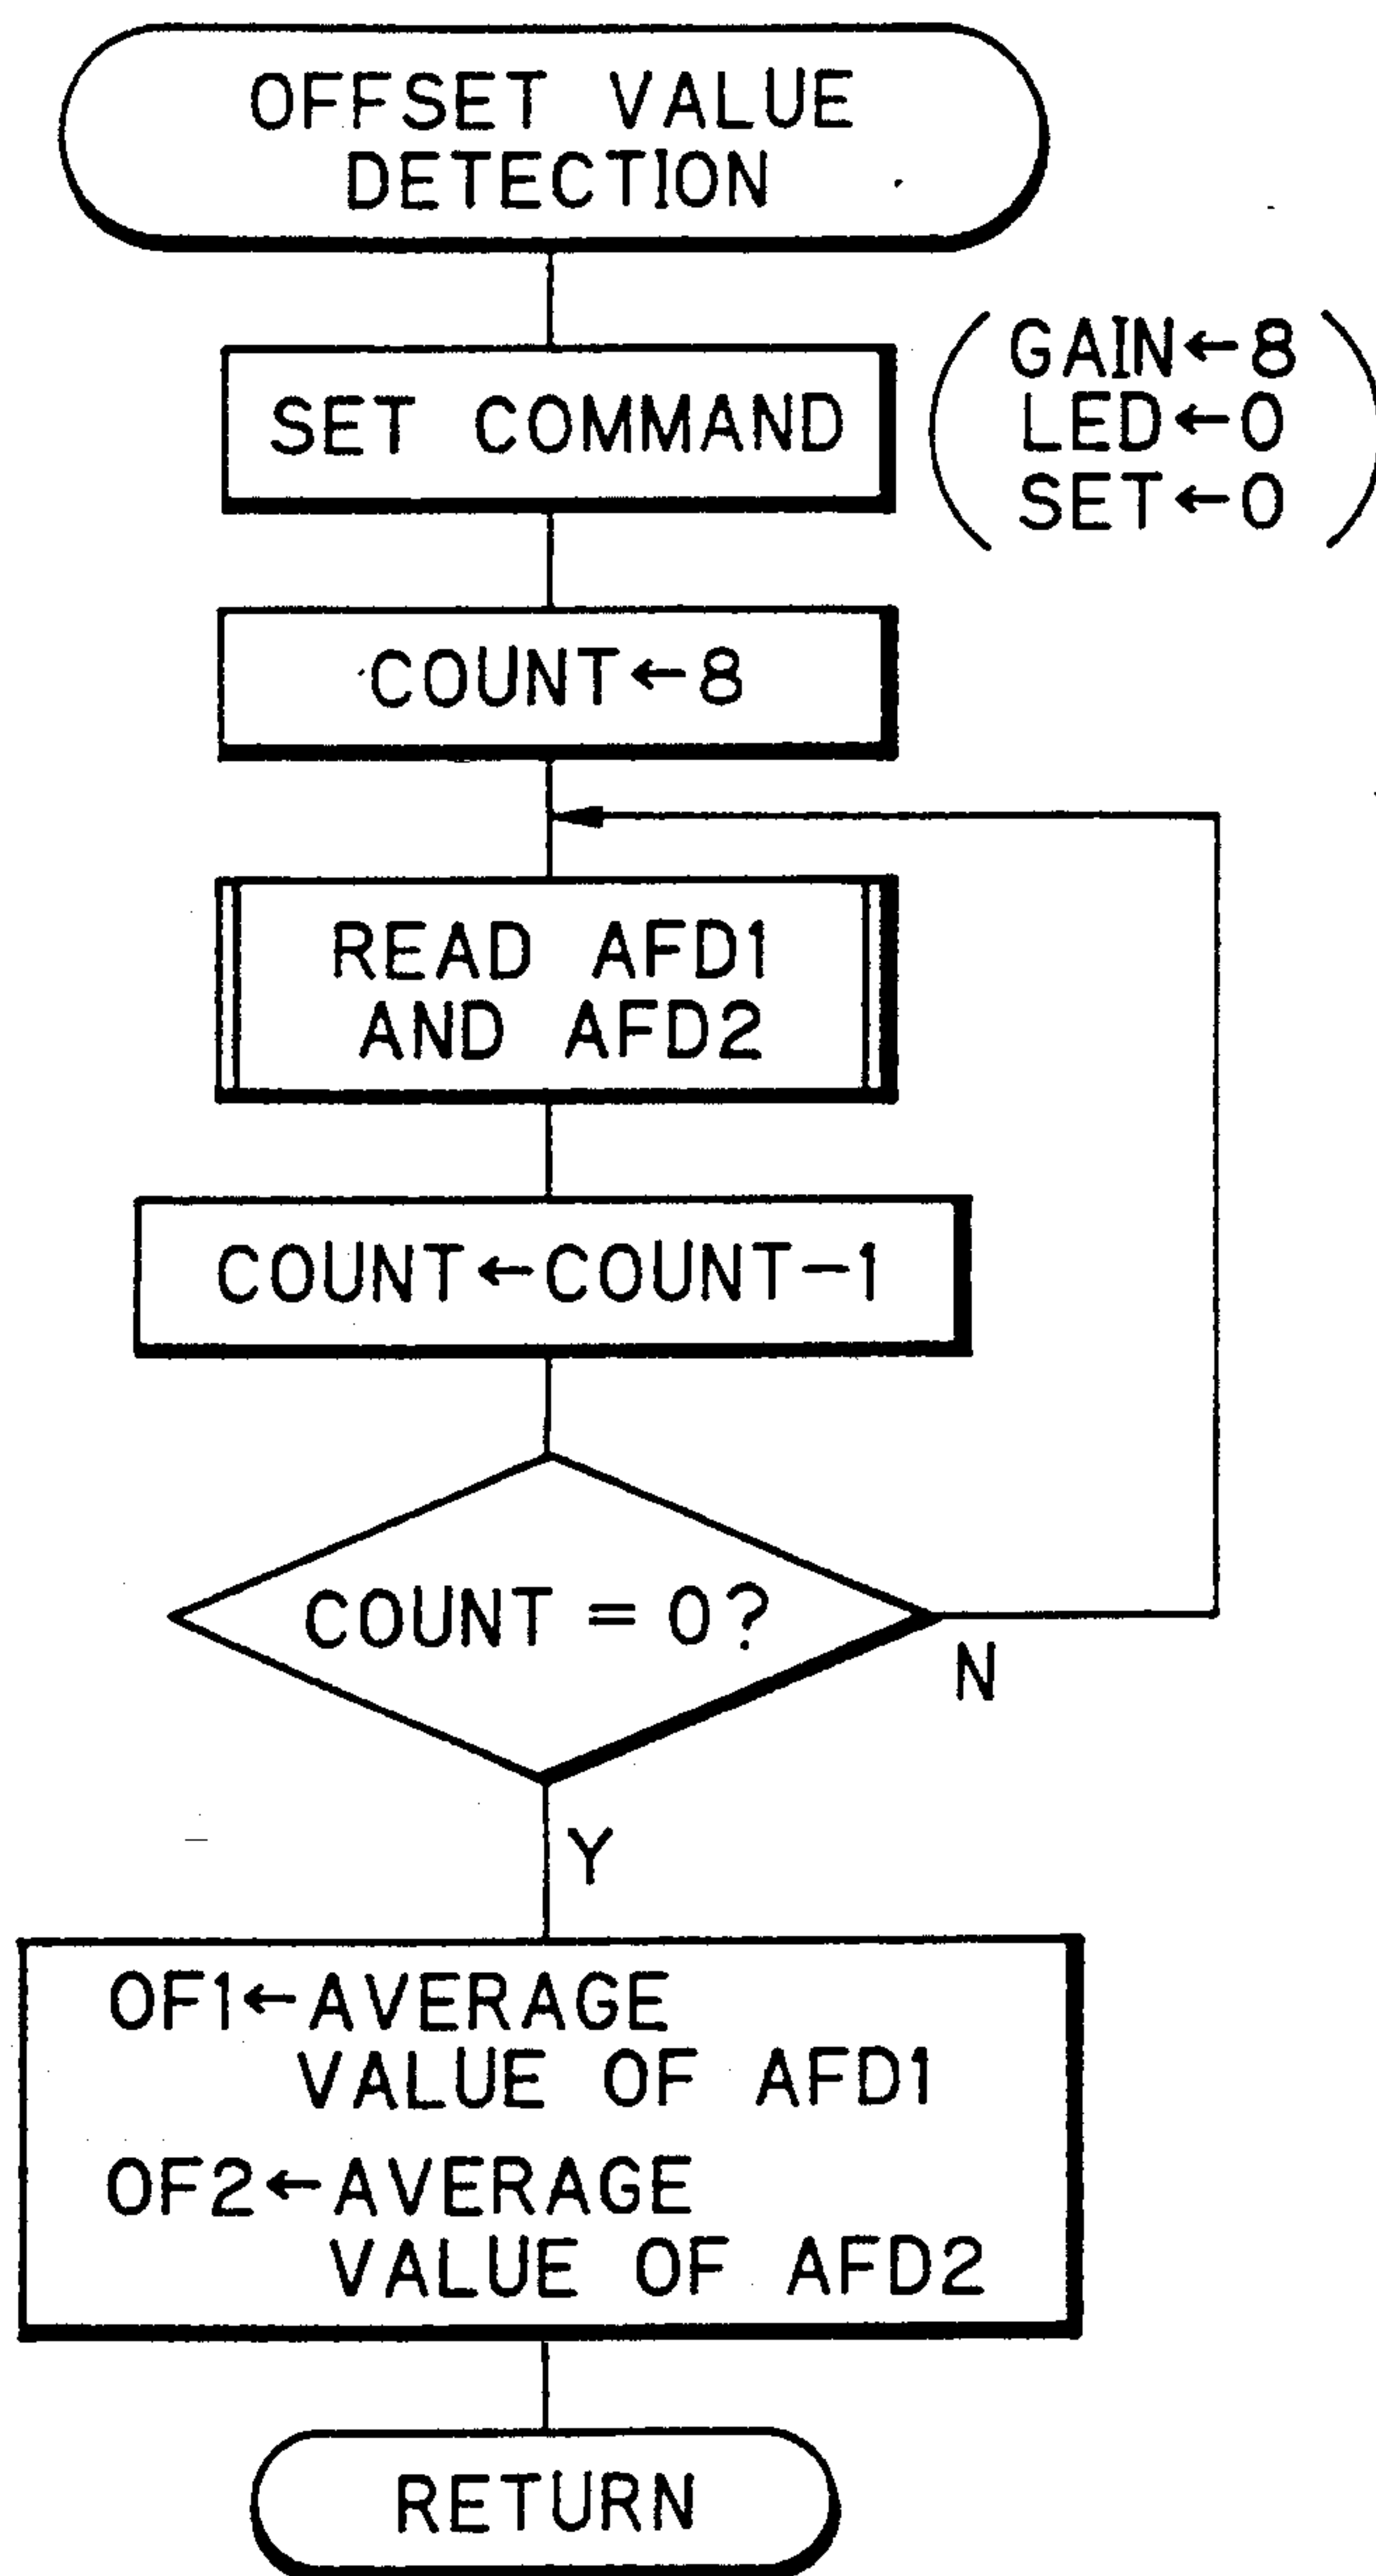 OFFSET VALUE
DETECTION
SET COMMAND
GAIN←8
LED←0
SET←0
COUNT←8
READ AFD1
AND AFD2
COUNT←COUNT-1
COUNT = 0?
N
Y
OF1←AVERAGE
VALUE OF AFD1
OF2←AVERAGE
VALUE OF AFD2
RETURN